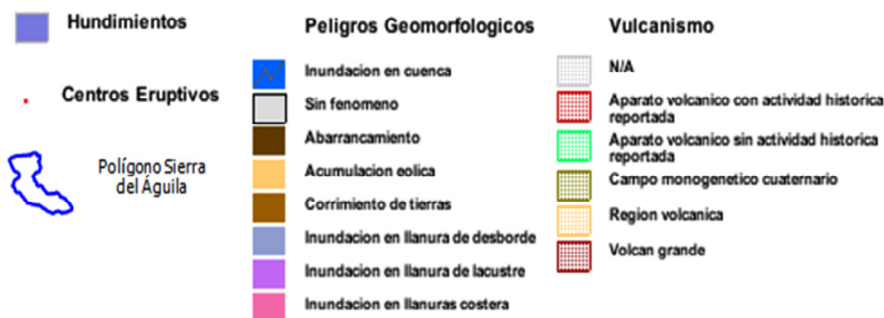 Hundimientos
Centros Eruptivos
Polígono Sierra
del Águila
Peligros Geomorfologicos
Inundacion en cuenca
Sin fenomeno
Abarrancamiento
Acumulacion eolica
Corrimiento de tierras
Inundacion en llanura de desborde
Inundacion en llanura de lacustre
Inundacion en llanuras costera
Vulcanismo
N/A
Aparato volcanico con actividad historica
reportada
Aparato volcanico sin actividad historica
reportada
Campo monogenetico cuaternario
Region volcanica
Volcan grande